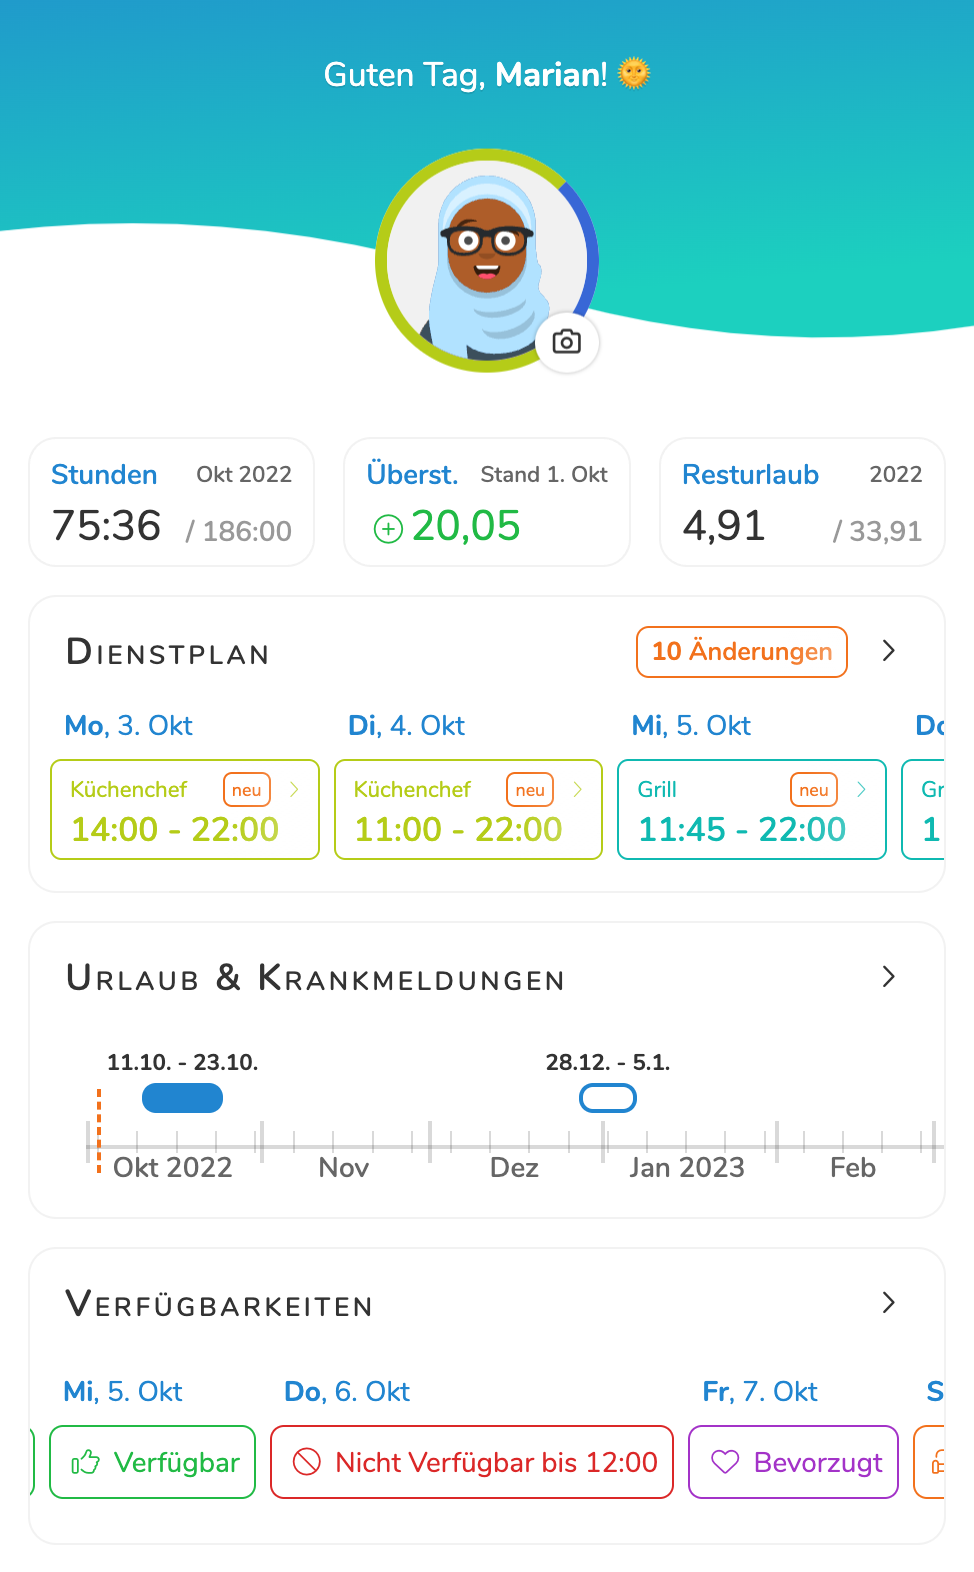 Guten Tag, Marian! 🌞
Stunden Okt 2022
75:36 / 186:00
Überst. Stand 1. Okt
20,05
Resturlaub 2022
4,91 / 33,91
Dienstplan 10 Änderungen
Mo, 3. Okt Di, 4. Okt Mi, 5. Okt
Küchenchef neu
14:00 - 22:00
Küchenchef neu
11:00 - 22:00
Grill neu
11:45 - 22:00
Urlaub & Krankmeldungen
11.10. - 23.10. 28.12. - 5.1.
Okt 2022 Nov Dez Jan 2023 Feb
Verfügbarkeiten
Mi, 5. Okt Do, 6. Okt Fr, 7. Okt
Verfügbar Nicht Verfügbar bis 12:00 Bevorzugt